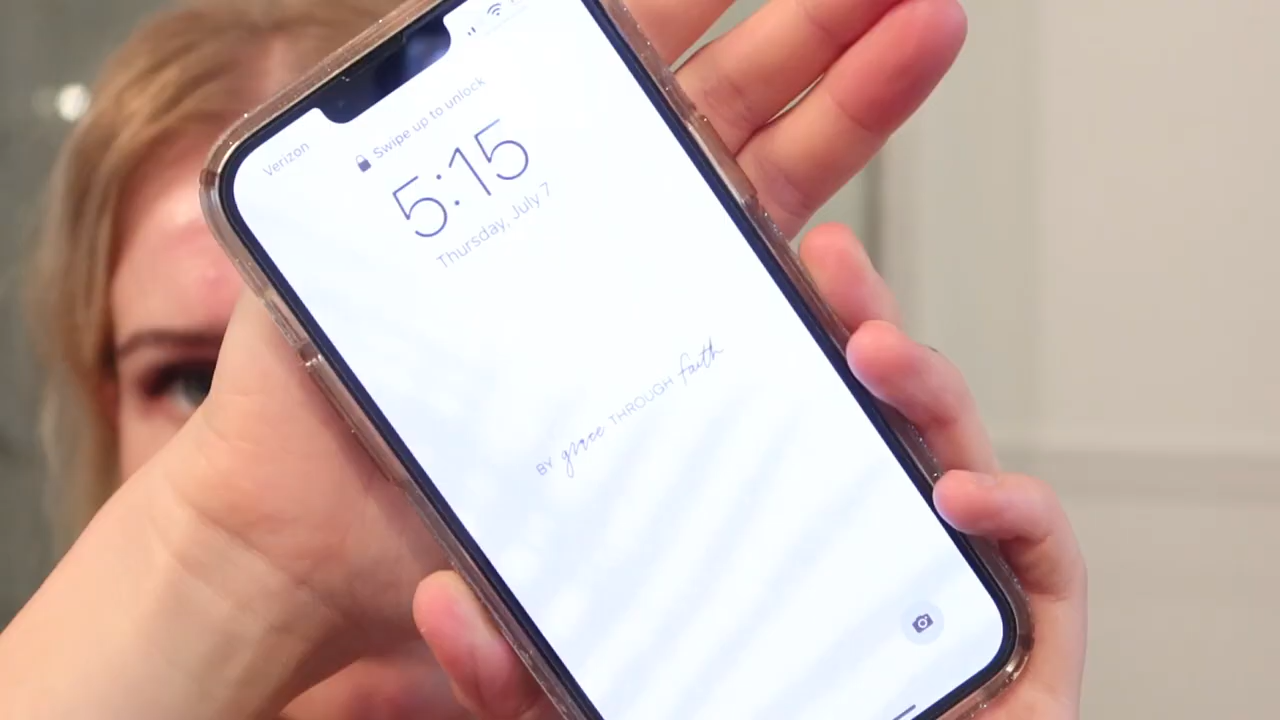 Verizon
Swipe up to unlock
5:15
Thursday, July 7
BY grace THROUGH faith